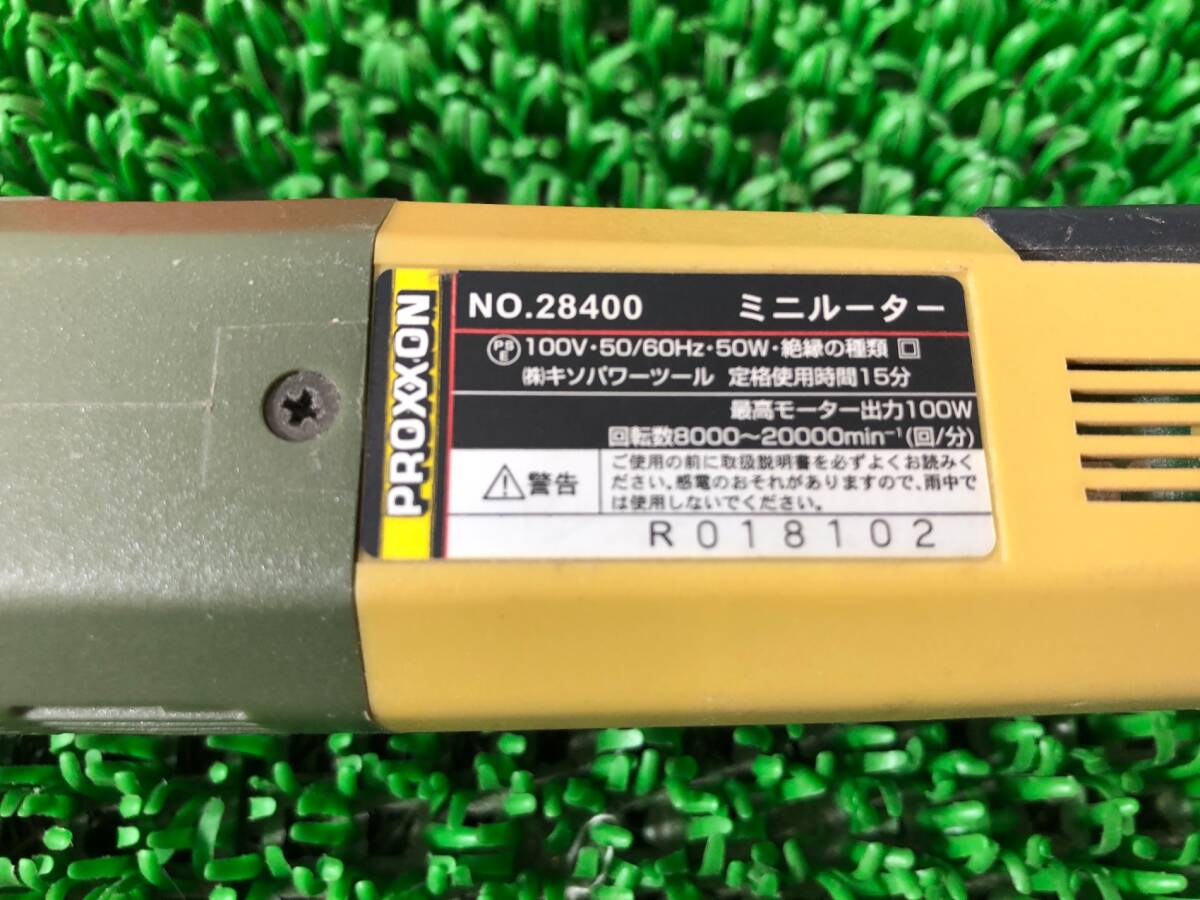 PROXXON
NO.28400 ミニルーター
PSE 100V・50/60Hz・50W・絶縁の種類 回
㈱キソパワーツール 定格使用時間15分
最高モーター出力100W
回転数8000〜20000min⁻¹(回/分)
警告
ご使用の前に取扱説明書を必ずよくお読みく
ださい。感電のおそれがありますので、雨中で
は使用しないでください。
R018102